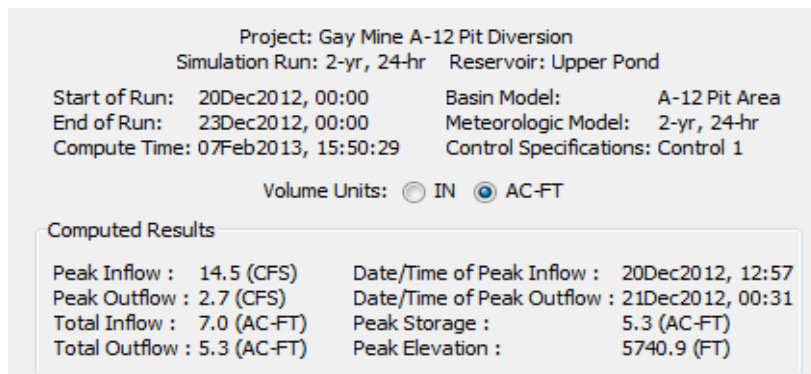 Project: Gay Mine A-12 Pit Diversion
Simulation Run: 2-yr, 24-hr Reservoir: Upper Pond
Start of Run: 20Dec2012, 00:00 Basin Model: A-12 Pit Area
End of Run: 23Dec2012, 00:00 Meteorologic Model: 2-yr, 24-hr
Compute Time: 07Feb2013, 15:50:29 Control Specifications: Control 1
Volume Units: IN AC-FT
Computed Results
Peak Inflow : 14.5 (CFS) Date/Time of Peak Inflow : 20Dec2012, 12:57
Peak Outflow : 2.7 (CFS) Date/Time of Peak Outflow : 21Dec2012, 00:31
Total Inflow : 7.0 (AC-FT) Peak Storage : 5.3 (AC-FT)
Total Outflow : 5.3 (AC-FT) Peak Elevation : 5740.9 (FT)